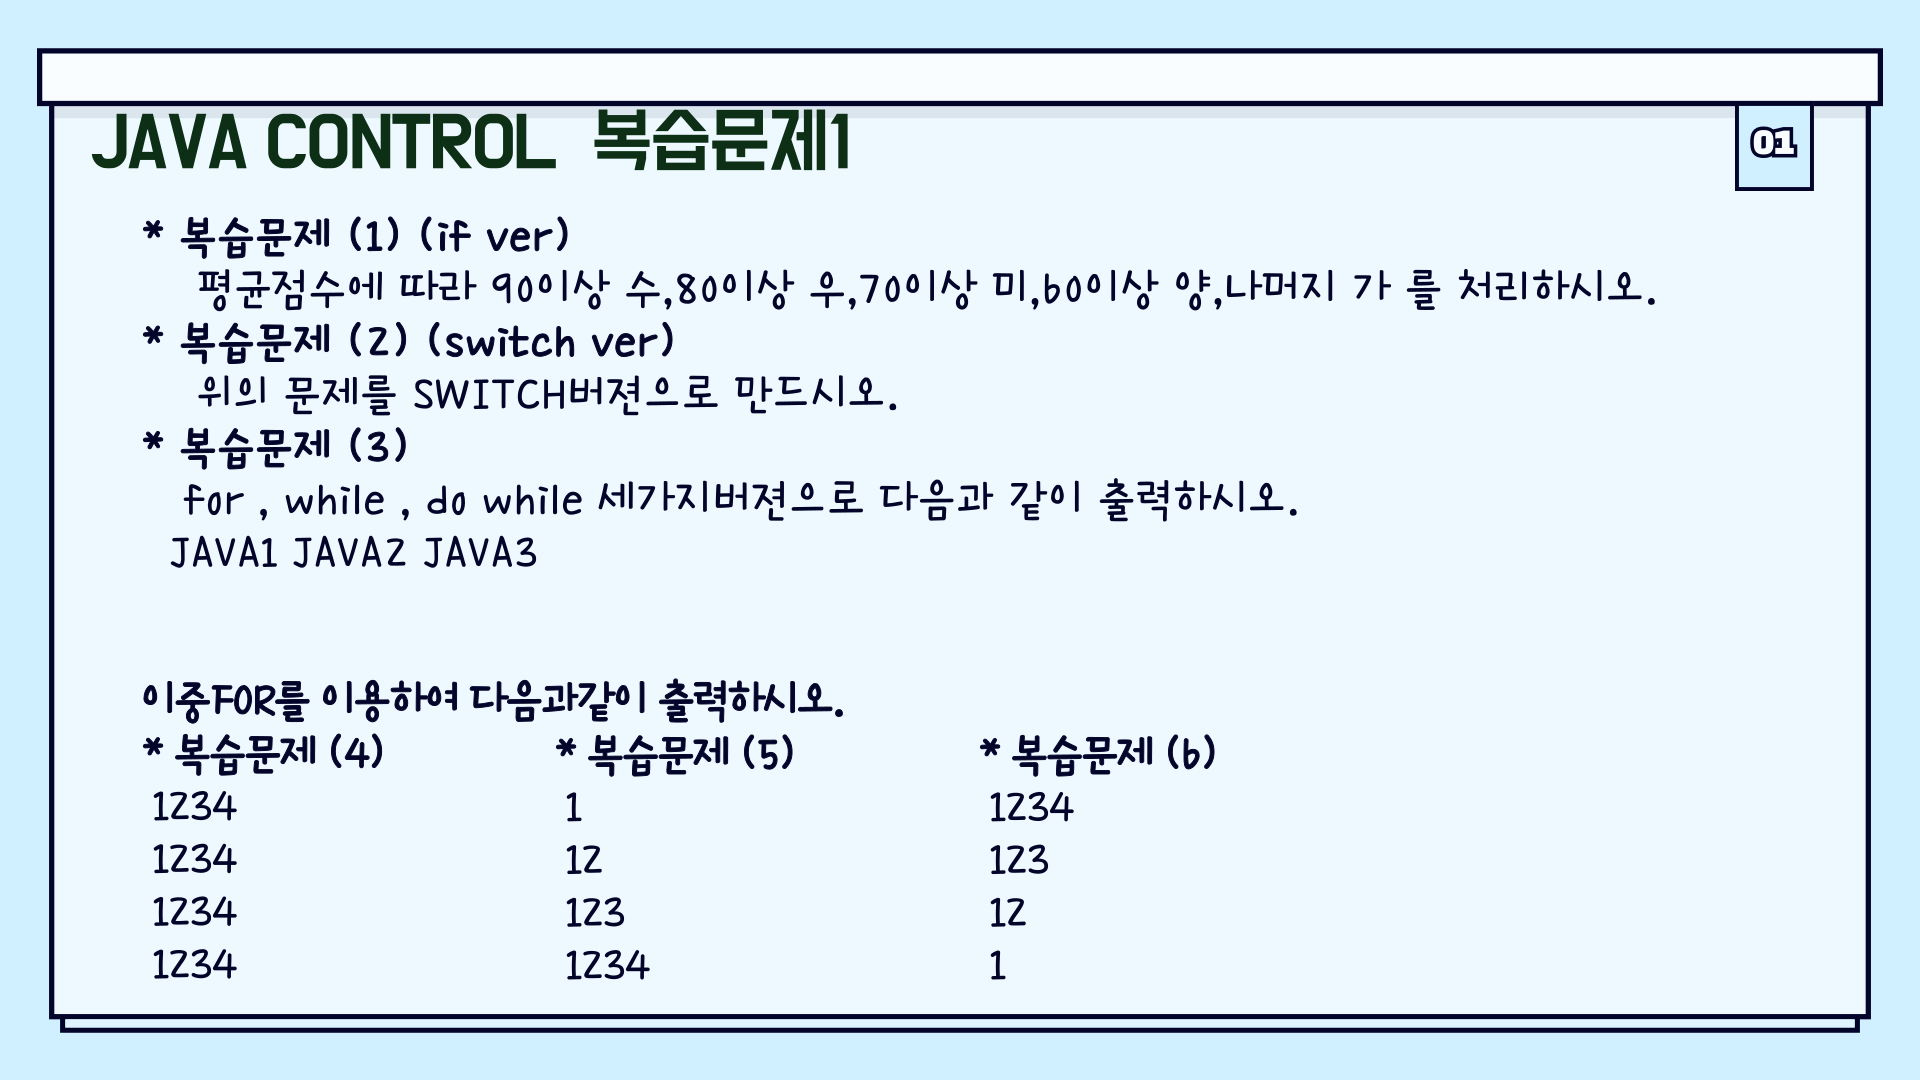 JAVA CONTROL 복습문제1
01
* 복습문제 (1) (if ver)
평균점수에 따라 90이상 수,80이상 우,70이상 미,60이상 양,나머지 가 를 처리하시오.
* 복습문제 (2) (switch ver)
위의 문제를 SWITCH버젼으로 만드시오.
* 복습문제 (3)
for , while , do while 세가지버젼으로 다음과 같이 출력하시오.
JAVA1 JAVA2 JAVA3
이중FOR를 이용하여 다음과같이 출력하시오.
* 복습문제 (4) * 복습문제 (5) * 복습문제 (6)
1234 1 1234
1234 12 123
1234 123 12
1234 1234 1